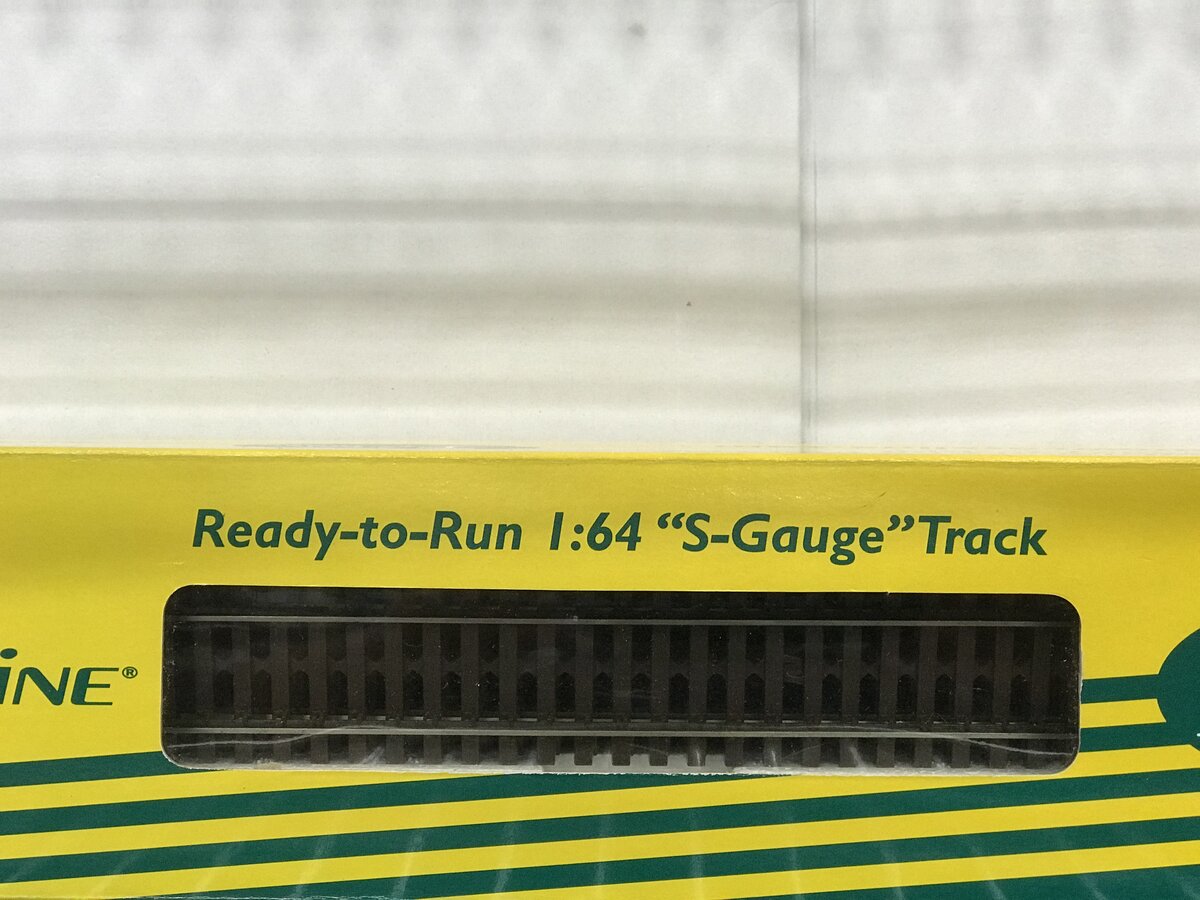 Ready-to-Run 1:64 “S-Gauge” Track
iNE®